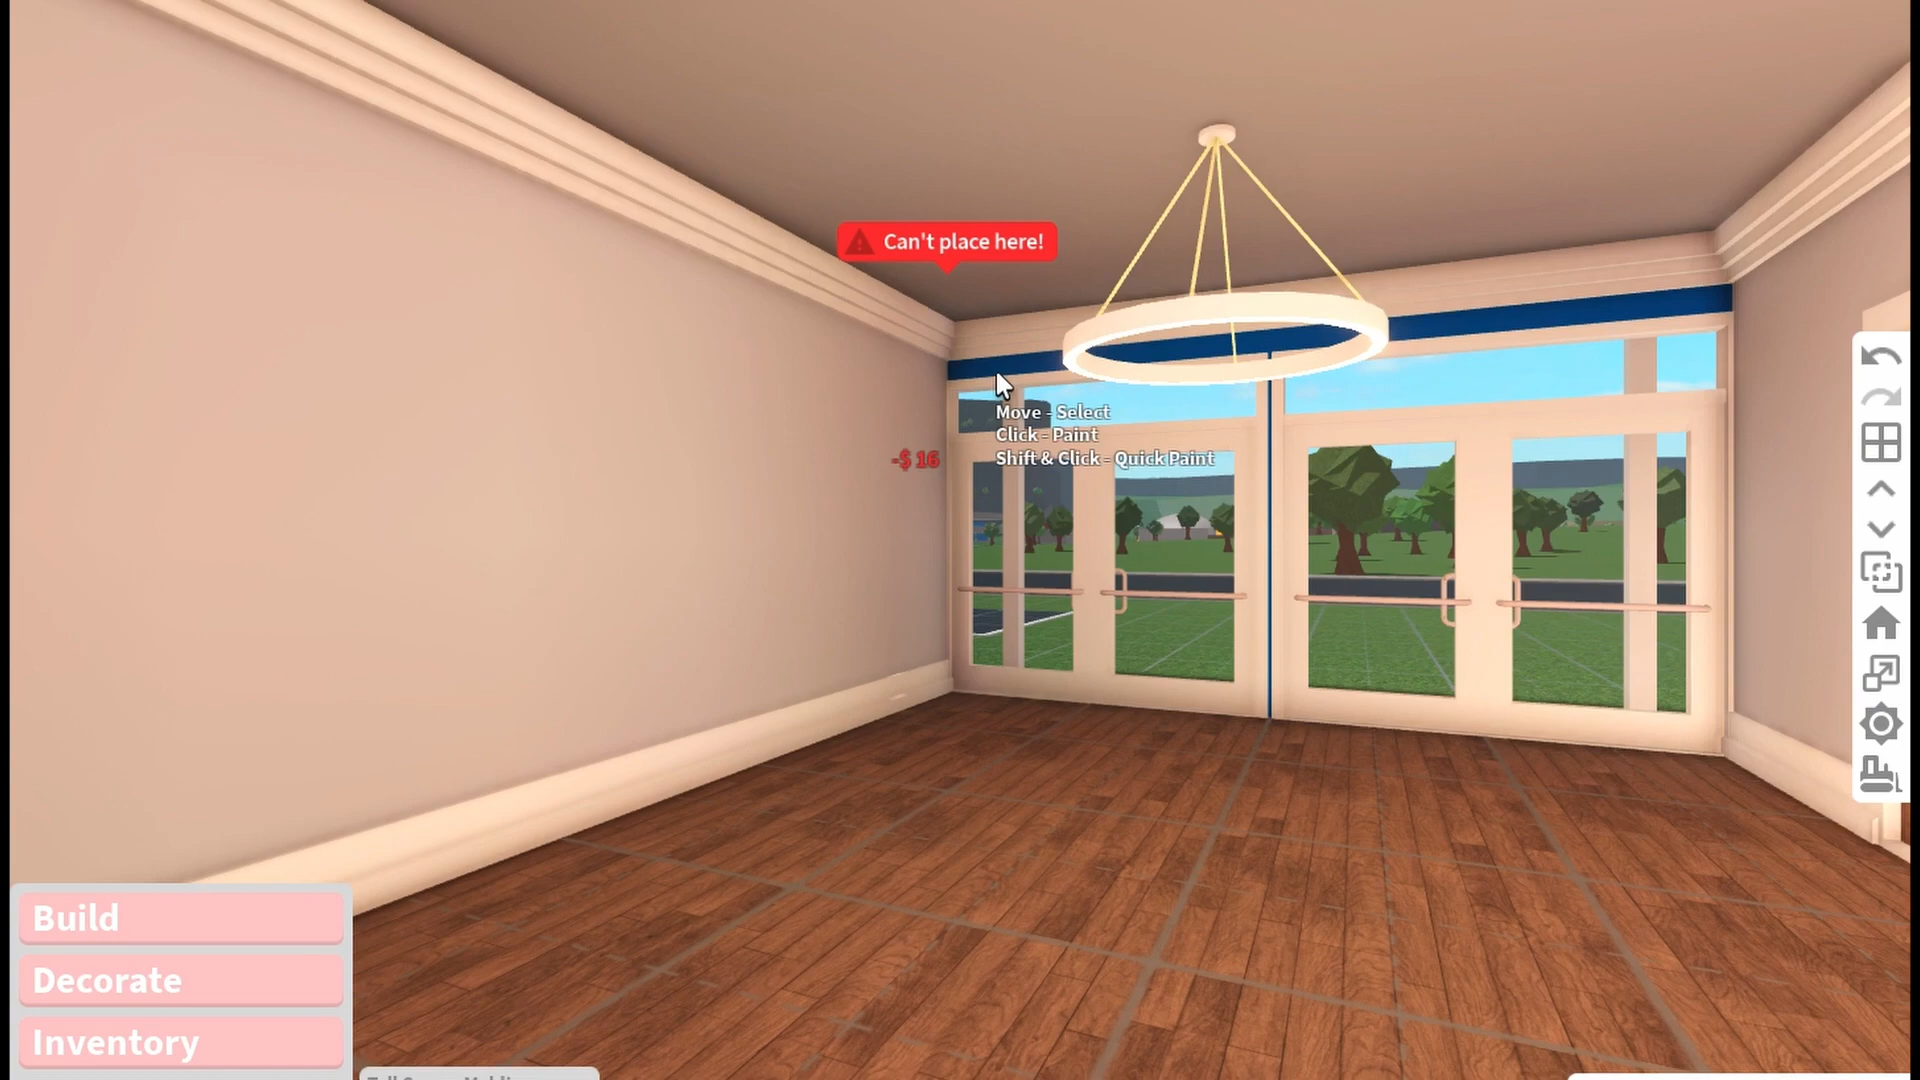 Can't place here!
Move - Select
Click - Paint
-$ 16
Shift & Click - Quick Paint
Build
Decorate
Inventory